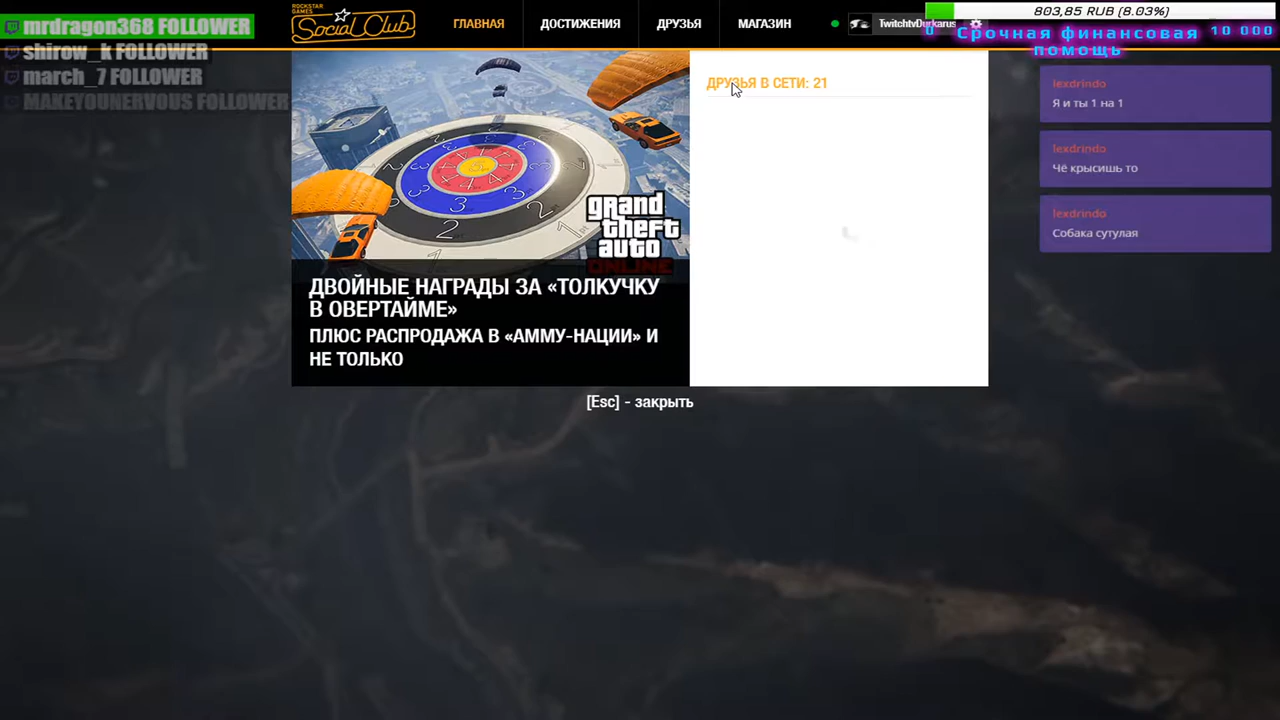 mrdragon368 FOLLOWER
shirow_k FOLLOWER
march_7 FOLLOWER
MAKEYOUNERVOUS FOLLOWER
ROCKSTAR
GAMES
Social Club
ГЛАВНАЯ
ДОСТИЖЕНИЯ
ДРУЗЬЯ
МАГАЗИН
TwitchtvDurkarus
803,85 RUB (8.03%)
0 Срочная финансовая 10 000
помощь
ДРУЗЬЯ В СЕТИ: 21
lexdrindo
Я и ты 1 на 1
lexdrindo
Чё крысишь то
lexdrindo
Собака сутулая
grand
theft
auto
ONLINE
ДВОЙНЫЕ НАГРАДЫ ЗА «ТОЛКУЧКУ
В ОВЕРТАЙМЕ»
ПЛЮС РАСПРОДАЖА В «АММУ-НАЦИИ» И
НЕ ТОЛЬКО
[Esc] - закрыть